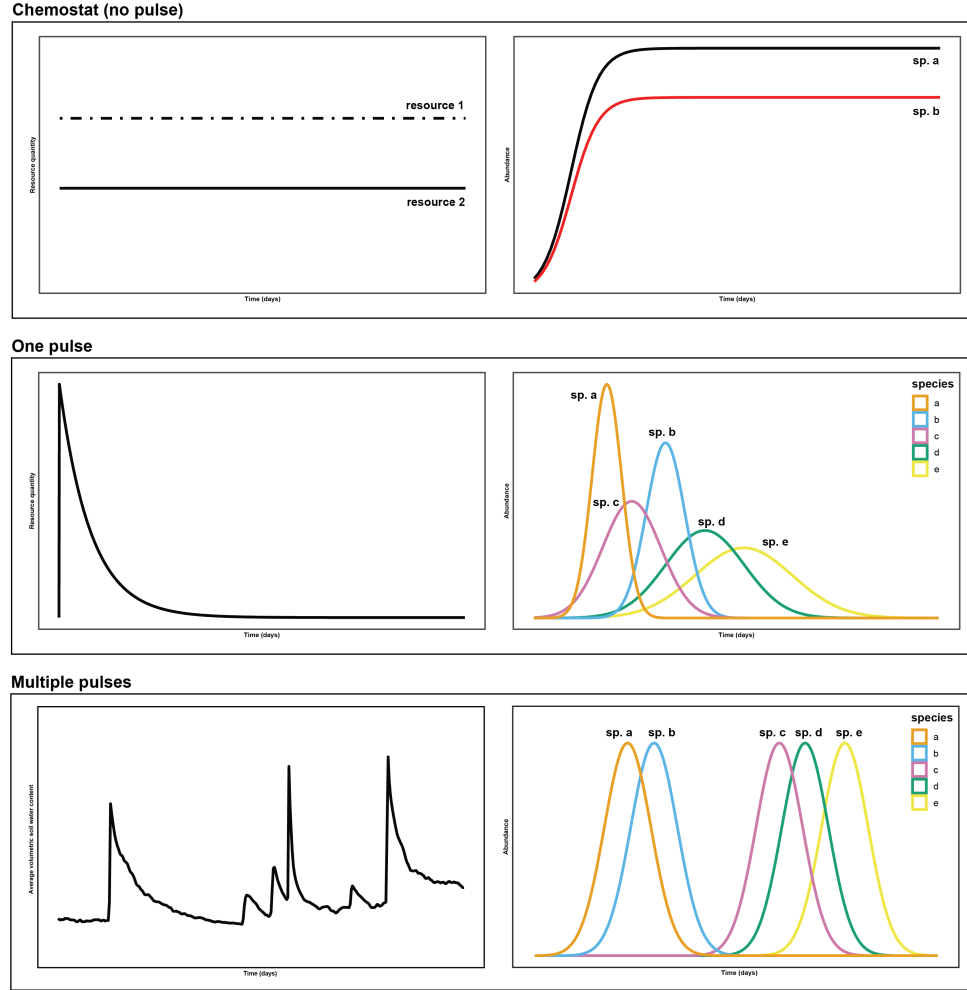 Chemostat (no pulse)
Resource quantity
resource 1
resource 2
Time (days)
Abundance
sp. a
sp. b
Time (days)
One pulse
Resource quantity
Time (days)
Abundance
sp. a
sp. b
sp. c
sp. d
sp. e
species
a
b
c
d
e
Time (days)
Multiple pulses
Average volumetric soil water content
Time (days)
Abundance
sp. a
sp. b
sp. c
sp. d
sp. e
species
a
b
c
d
e
Time (days)